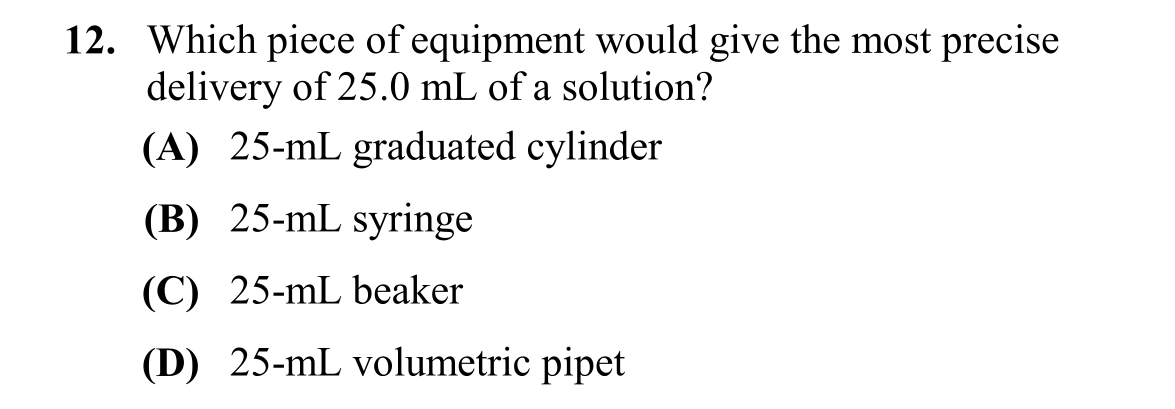 12. Which piece of equipment would give the most precise
delivery of 25.0 mL of a solution?
(A) 25-mL graduated cylinder
(B) 25-mL syringe
(C) 25-mL beaker
(D) 25-mL volumetric pipet